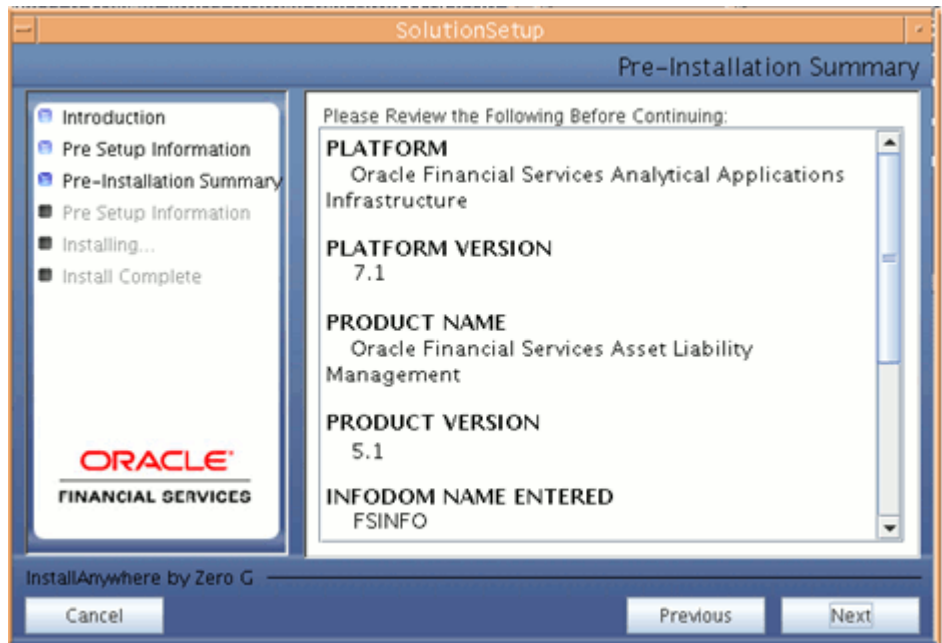 SolutionSetup
Pre-Installation Summary
Introduction
Pre Setup Information
Pre-Installation Summary
Pre Setup Information
Installing...
Install Complete
ORACLE
FINANCIAL SERVICES
Please Review the Following Before Continuing:
PLATFORM
Oracle Financial Services Analytical Applications
Infrastructure
PLATFORM VERSION
7.1
PRODUCT NAME
Oracle Financial Services Asset Liability
Management
PRODUCT VERSION
5.1
INFODOM NAME ENTERED
FSINFO
InstallAnywhere by Zero G
Cancel
Previous
Next